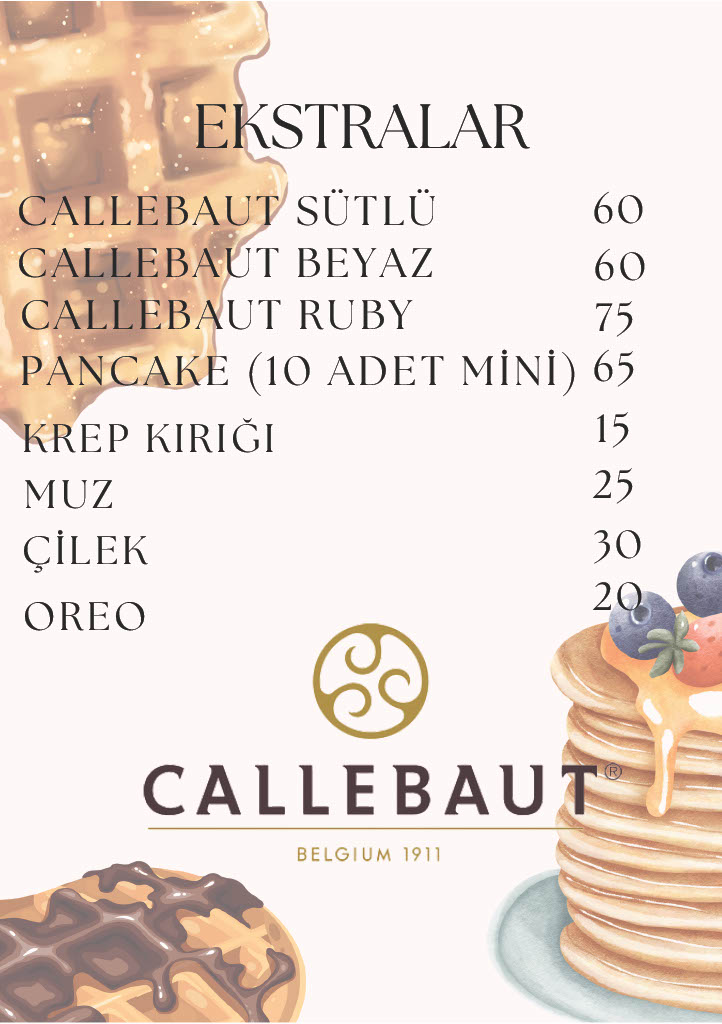 EKSTRALAR
CALLEBAUT SÜTLÜ 60
CALLEBAUT BEYAZ 60
CALLEBAUT RUBY 75
PANCAKE (10 ADET MİNİ) 65
KREP KIRIĞI 15
MUZ 25
ÇİLEK 30
OREO 20
CALLEBAUT®
BELGIUM 1911